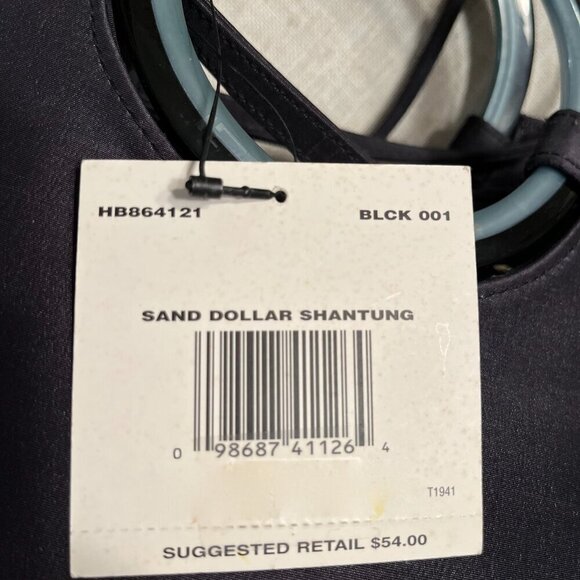 HB864121 BLCK 001
SAND DOLLAR SHANTUNG
0 98687 41126 4
T1941
SUGGESTED RETAIL $54.00